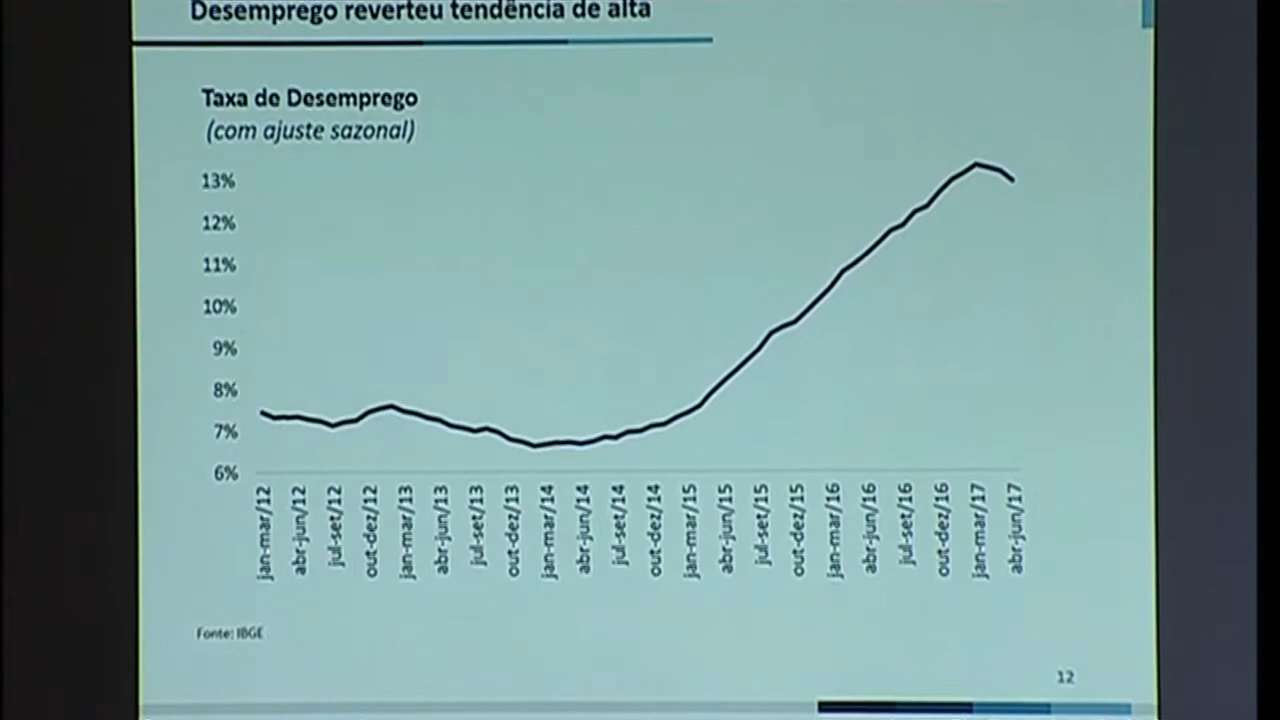 Desemprego reverteu tendência de alta
Taxa de Desemprego
(com ajuste sazonal)
13%
12%
11%
10%
9%
8%
7%
6%
jan-mar/12
abr-jun/12
jul-set/12
out-dez/12
jan-mar/13
abr-jun/13
jul-set/13
out-dez/13
jan-mar/14
abr-jun/14
jul-set/14
out-dez/14
jan-mar/15
abr-jun/15
jul-set/15
out-dez/15
jan-mar/16
abr-jun/16
jul-set/16
out-dez/16
jan-mar/17
abr-jun/17
Fonte: IBGE
12